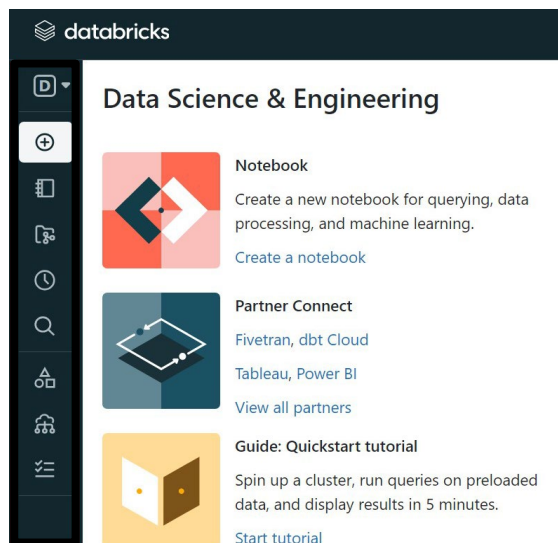 databricks
D
Data Science & Engineering
Notebook
Create a new notebook for querying, data
processing, and machine learning.
Create a notebook
Partner Connect
Fivetran, dbt Cloud
Tableau, Power BI
View all partners
Guide: Quickstart tutorial
Spin up a cluster, run queries on preloaded
data, and display results in 5 minutes.
Start tutorial